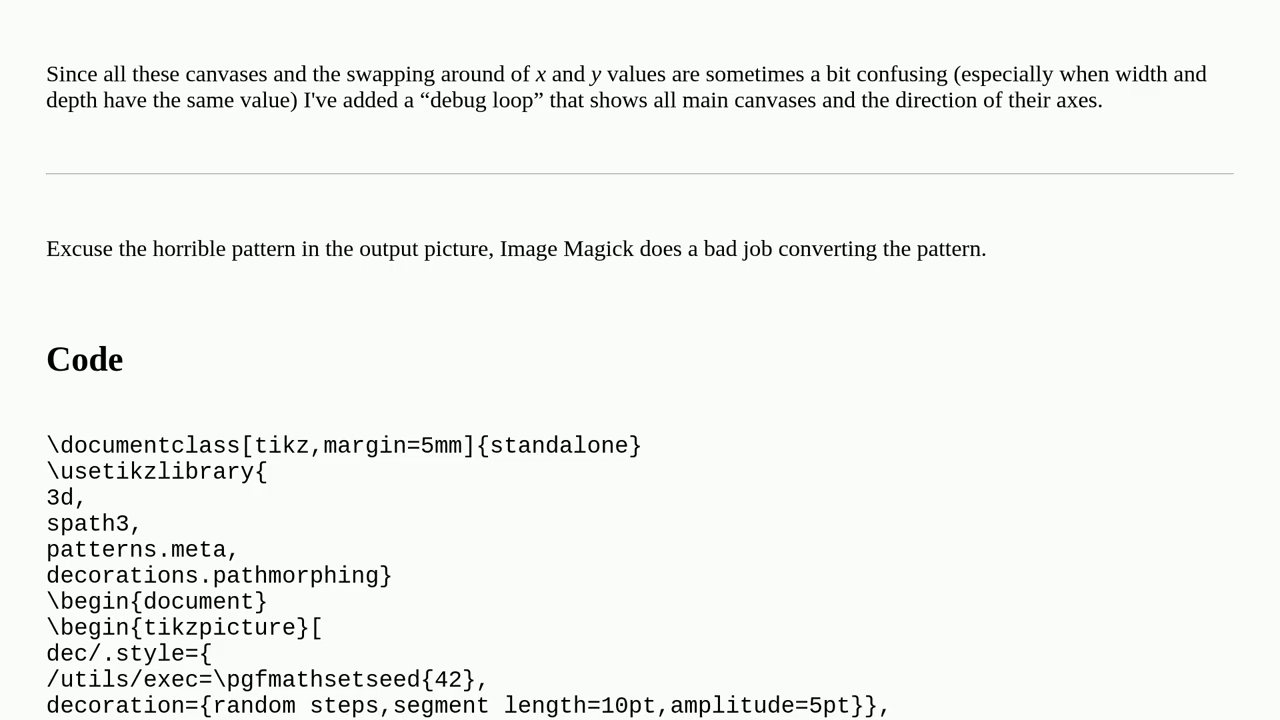 Since all these canvases and the swapping around of x and y values are sometimes a bit confusing (especially when width and
depth have the same value) I've added a “debug loop” that shows all main canvases and the direction of their axes.
Excuse the horrible pattern in the output picture, Image Magick does a bad job converting the pattern.
Code
\documentclass[tikz,margin=5mm]{standalone}
\usetikzlibrary{
3d,
spath3,
patterns.meta,
decorations.pathmorphing}
\begin{document}
\begin{tikzpicture}[
dec/.style={
/utils/exec=\pgfmathsetseed{42},
decoration={random steps,segment length=10pt,amplitude=5pt}},